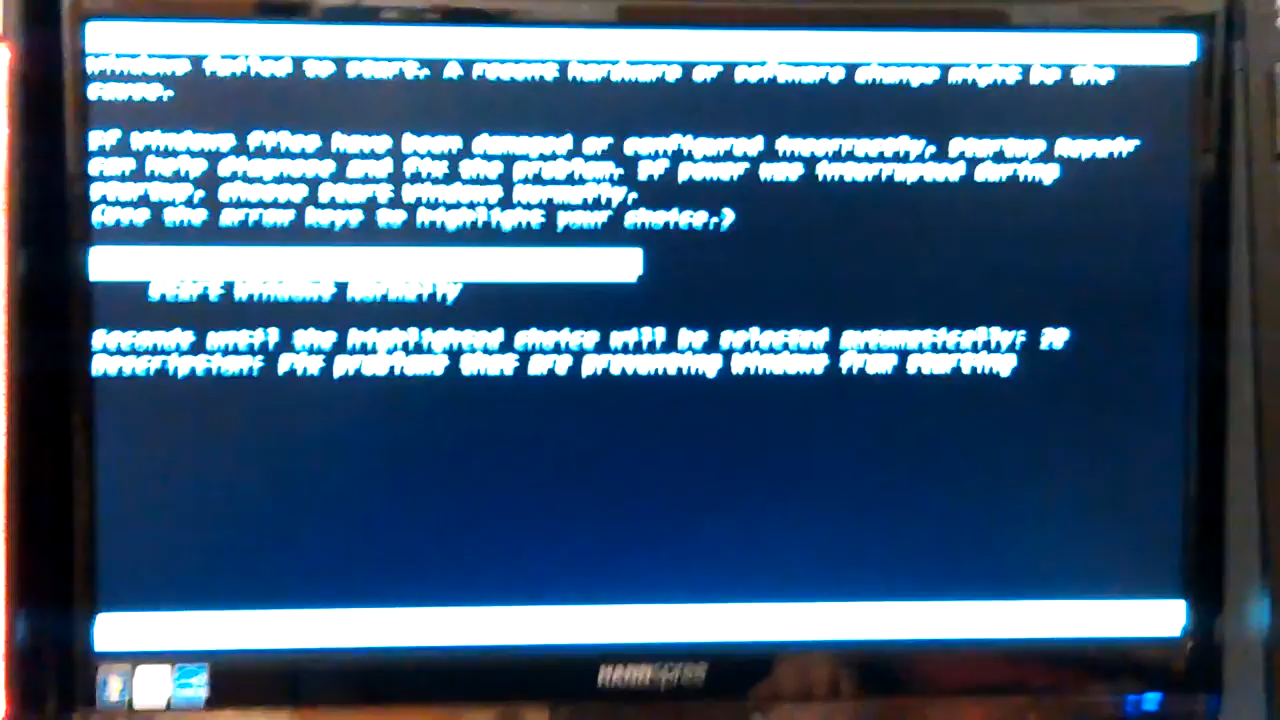 Windows failed to start. A recent hardware or software change might be the
cause.
If Windows files have been damaged or configured incorrectly, startup Repair
can help diagnose and fix the problem. If power was interrupted during
startup, choose Start Windows Normally.
(Use the arrow keys to highlight your choice.)
Start Windows Normally
Seconds until the highlighted choice will be selected automatically: 20
Description: Fix problems that are preventing Windows from starting
HANNspree